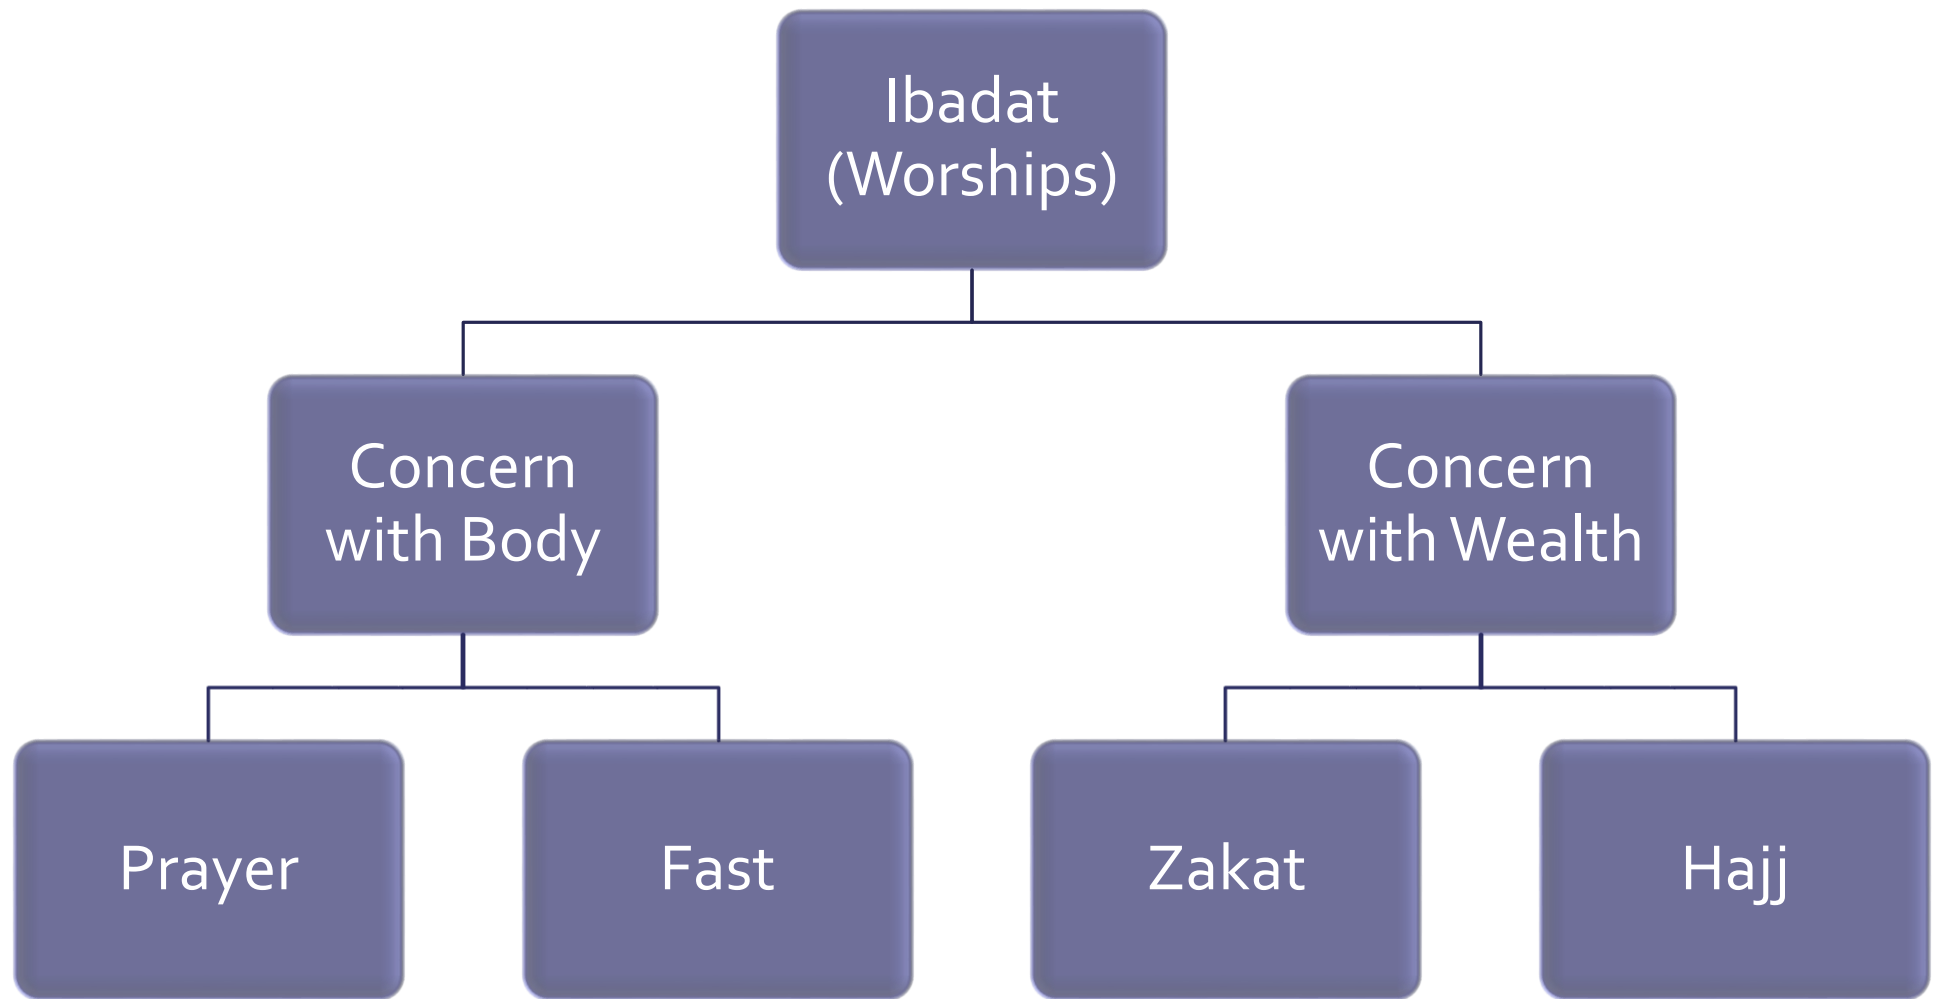 Ibadat
(Worships)
Concern
with Body
Concern
with Wealth
Prayer
Fast
Zakat
Hajj